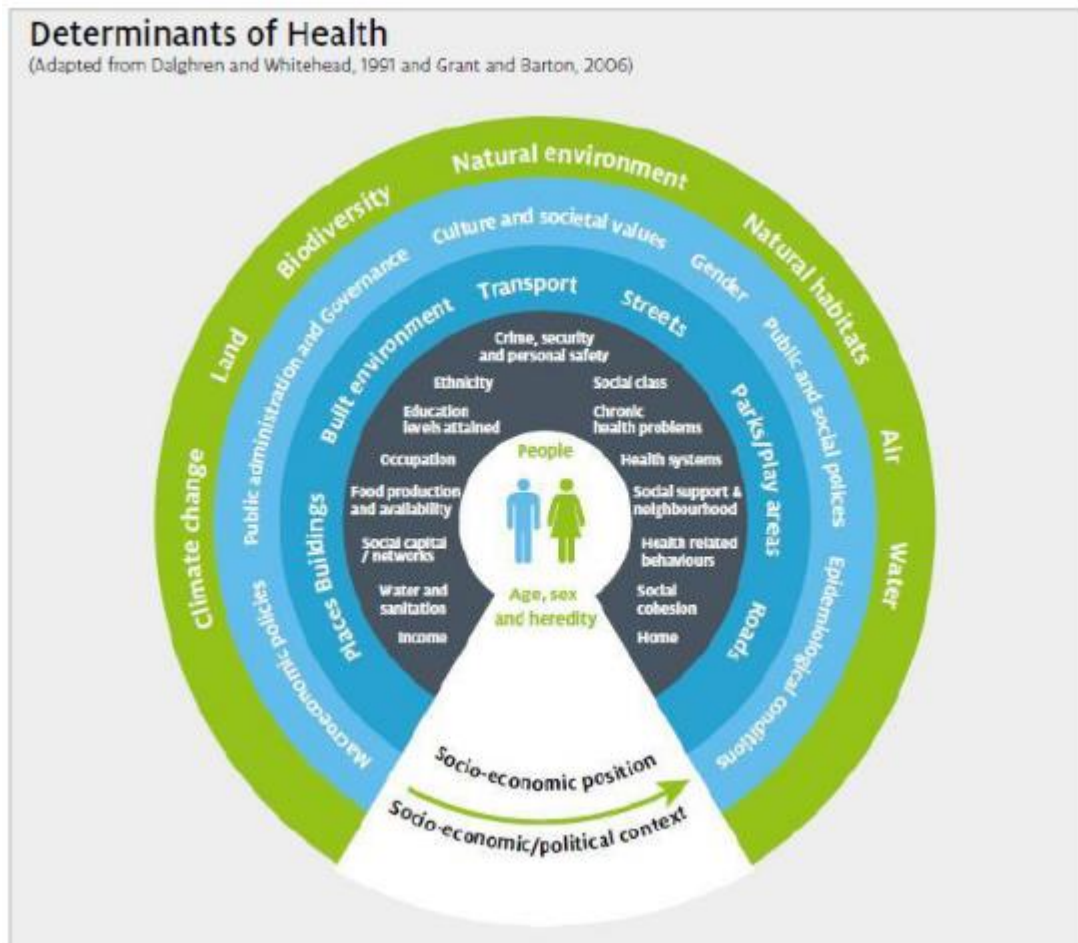 Determinants of Health
(Adapted from Dalghren and Whitehead, 1991 and Grant and Barton, 2006)
Climate change
Land
Biodiversity
Natural environment
Natural habitats
Air
Water
Macroeconomic policies
Public administration and Governance
Culture and societal values
Gender
Public and social polices
Epidemiological conditions
Places Buildings
Built environment
Transport
Streets
Parks/Play areas
Roads
Crime, security
and personal safety
Ethnicity
Social class
Education
levels attained
Chronic
health problems
Occupation
Health systems
Food production
and availability
Social support &
neighbourhood
Social capital
/ networks
Health related
behaviours
Water and
sanitation
Social
cohesion
Income
Home
People
Age, sex
and heredity
Socio-economic position
Socio-economic/political context